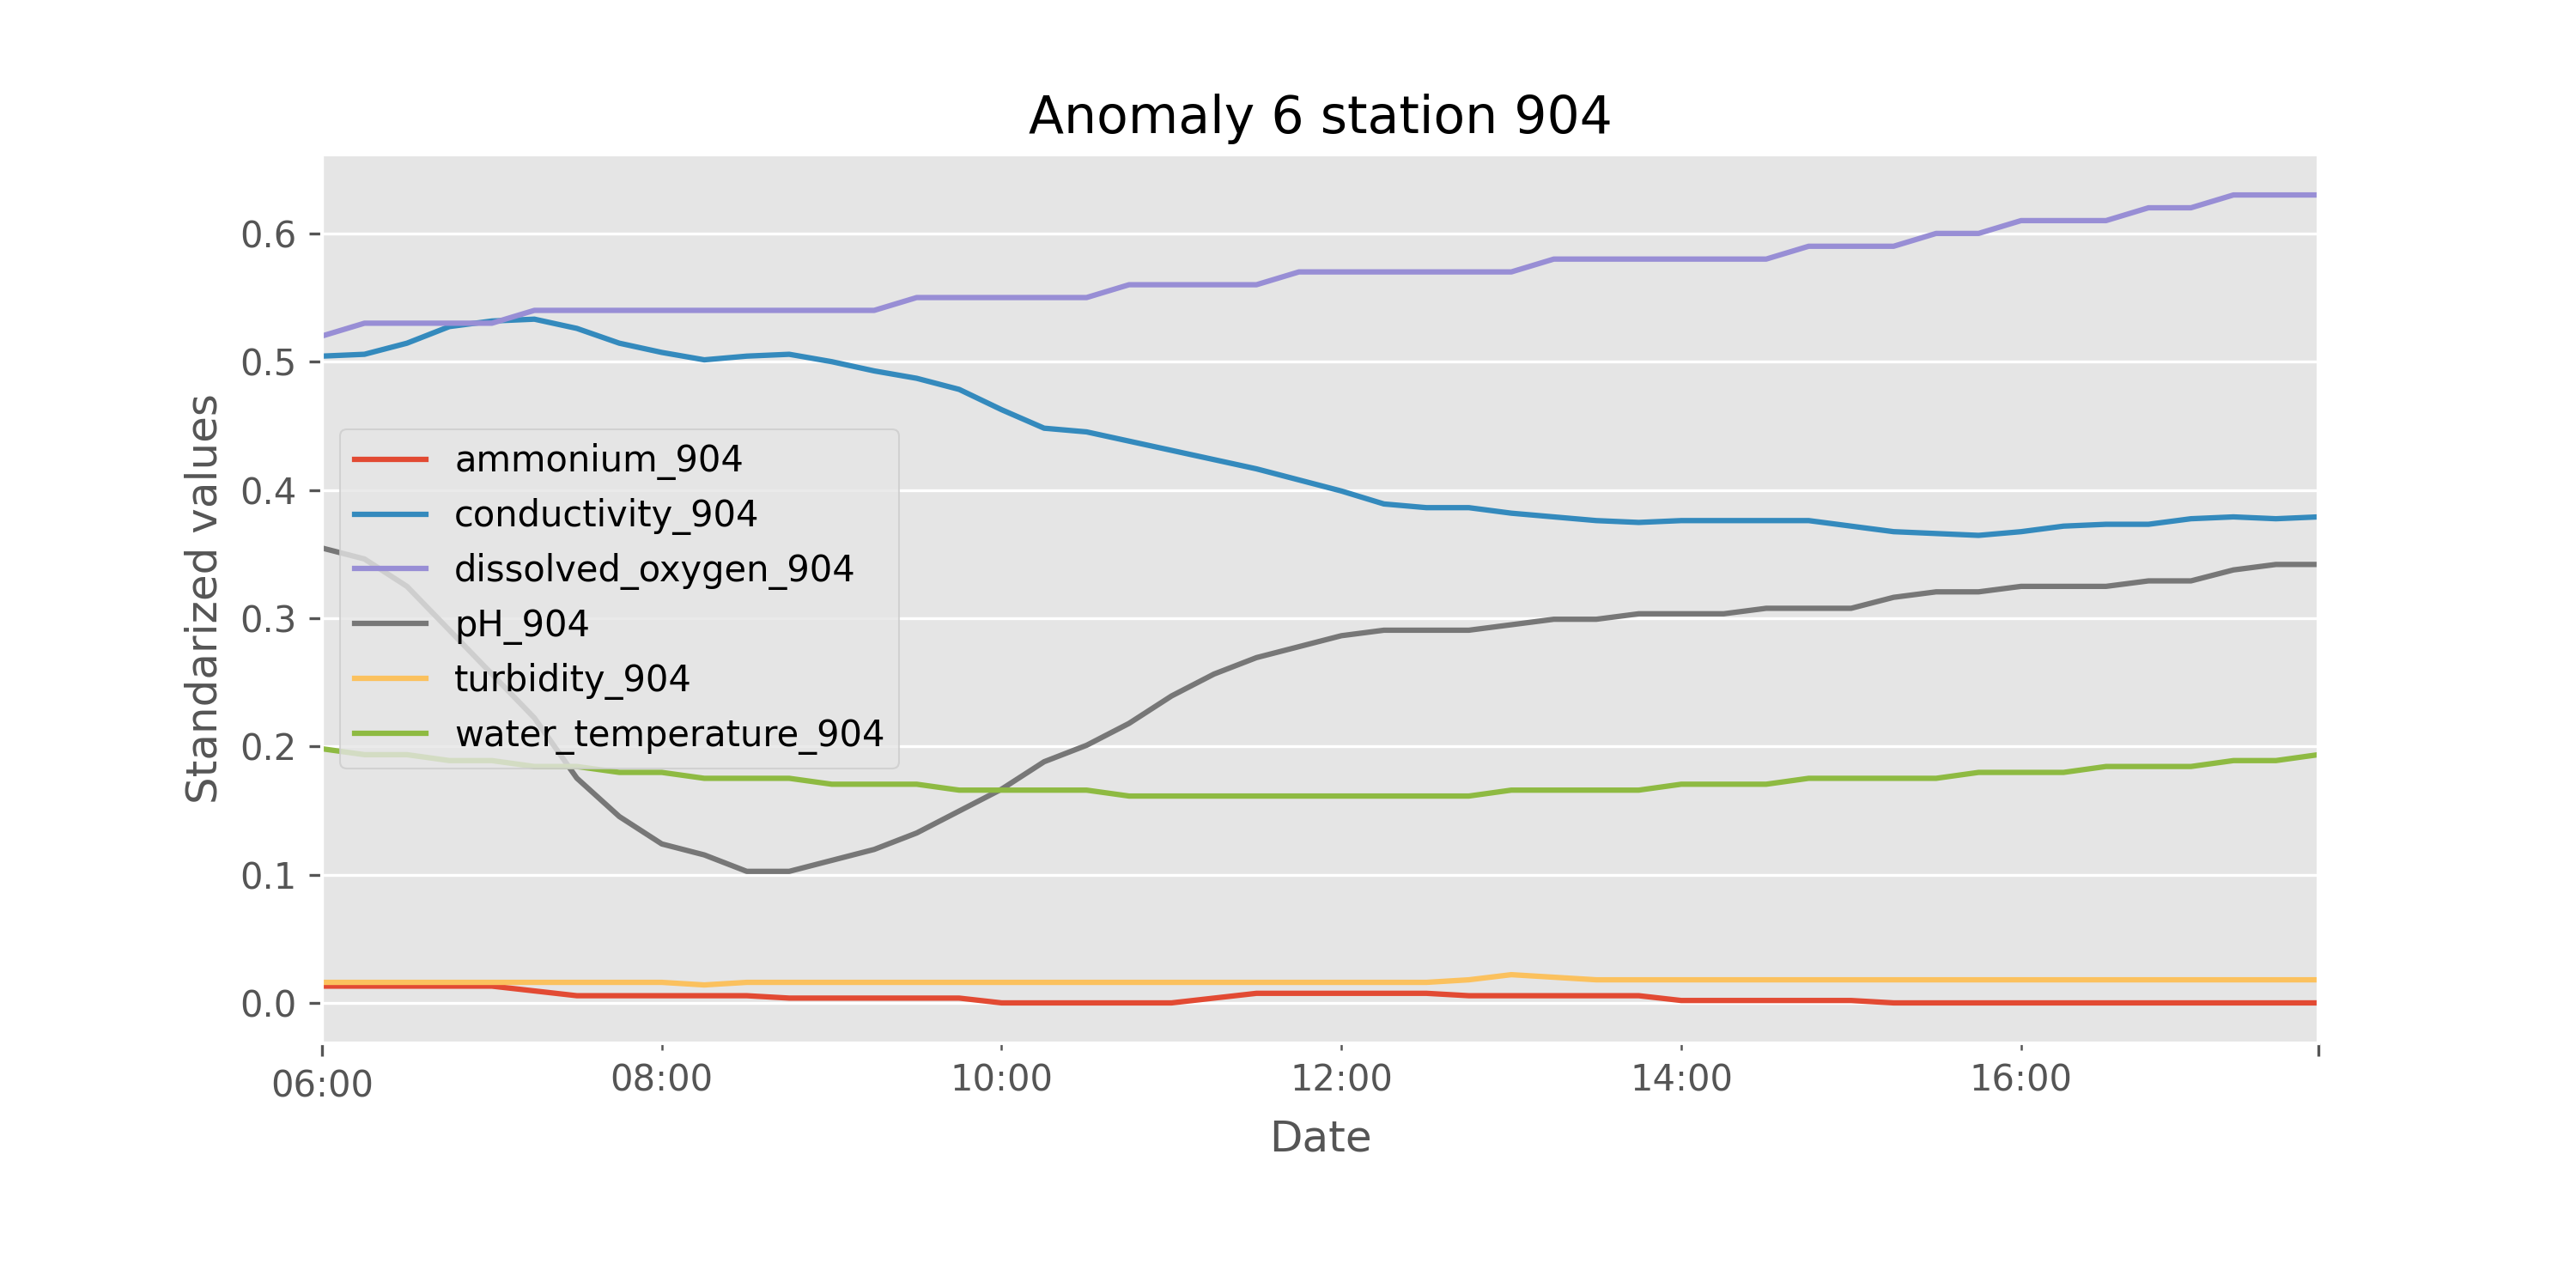 Anomaly 6 station 904
Standarized values
0.6
0.5
0.4
0.3
0.2
0.1
0.0
ammonium_904
conductivity_904
dissolved_oxygen_904
pH_904
turbidity_904
water_temperature_904
06:00 08:00 10:00 12:00 14:00 16:00
Date